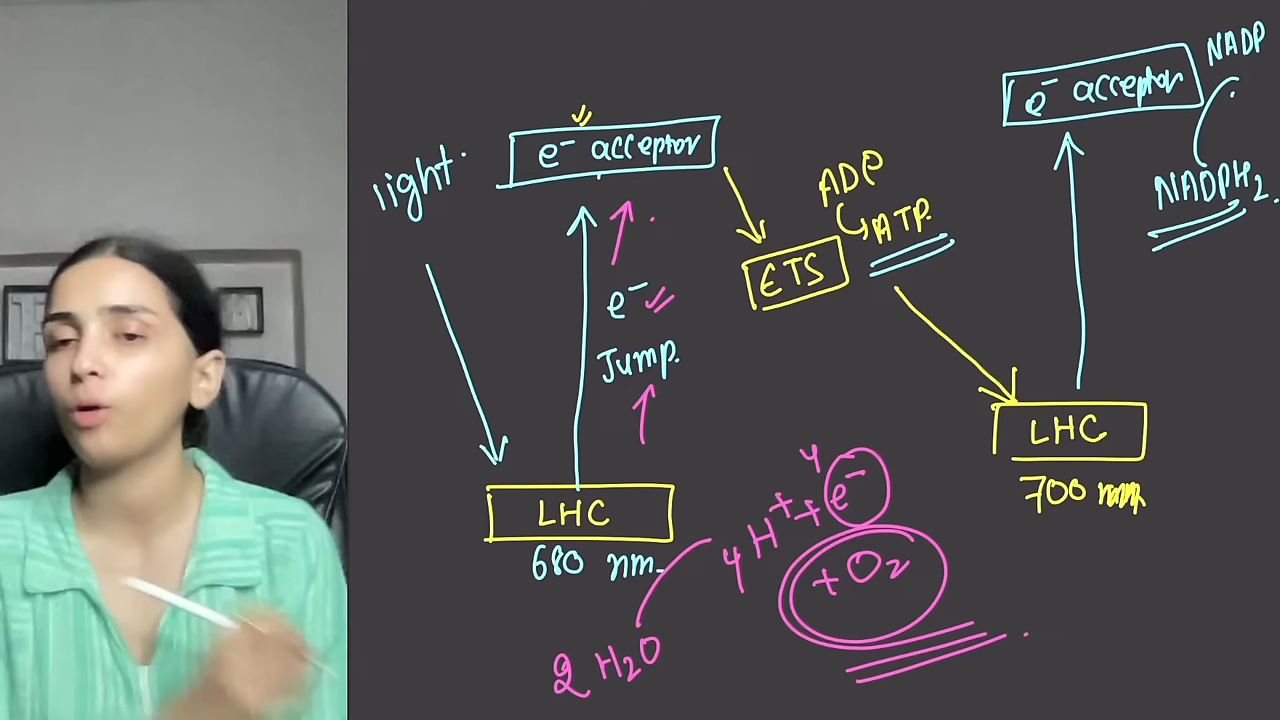 light.
e⁻ acceptor
e⁻
Jump.
LHC
680 nm.
ETS
ADP
ATP.
2 H₂O
4 H⁺ + 4 e⁻
+ O₂
e⁻ acceptor
NADP
NADPH₂.
LHC
700 nm